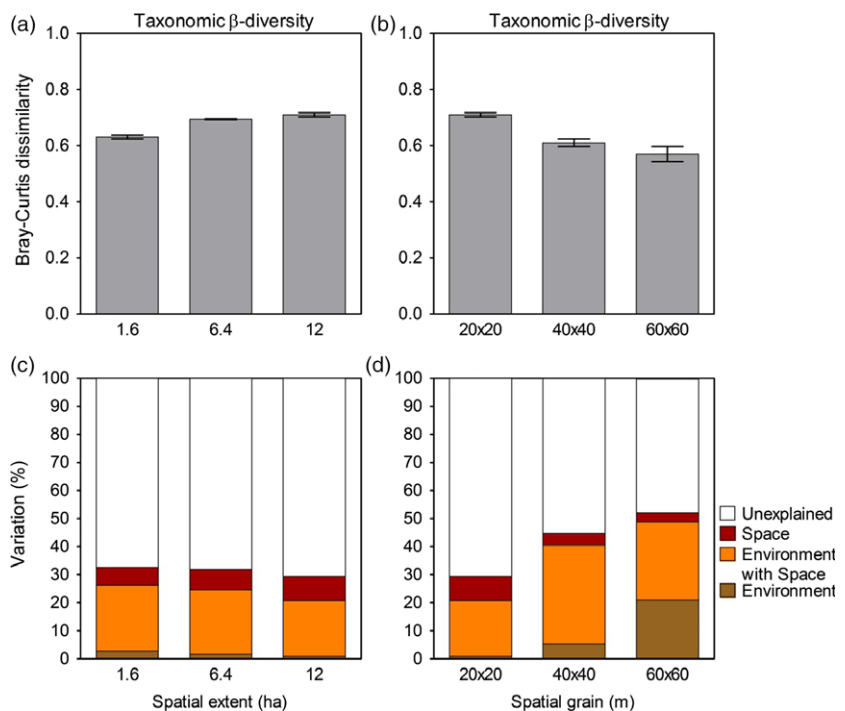 (a)
Taxonomic β-diversity
(b)
Taxonomic β-diversity
Bray-Curtis dissimilarity
1.0
0.8
0.6
0.4
0.2
0.0
1.6 6.4 12
1.0
0.8
0.6
0.4
0.2
0.0
20x20 40x40 60x60
(c)
Variation (%)
100
90
80
70
60
50
40
30
20
10
0
1.6 6.4 12
Spatial extent (ha)
(d)
100
90
80
70
60
50
40
30
20
10
0
20x20 40x40 60x60
Spatial grain (m)
Unexplained
Space
Environment
with Space
Environment